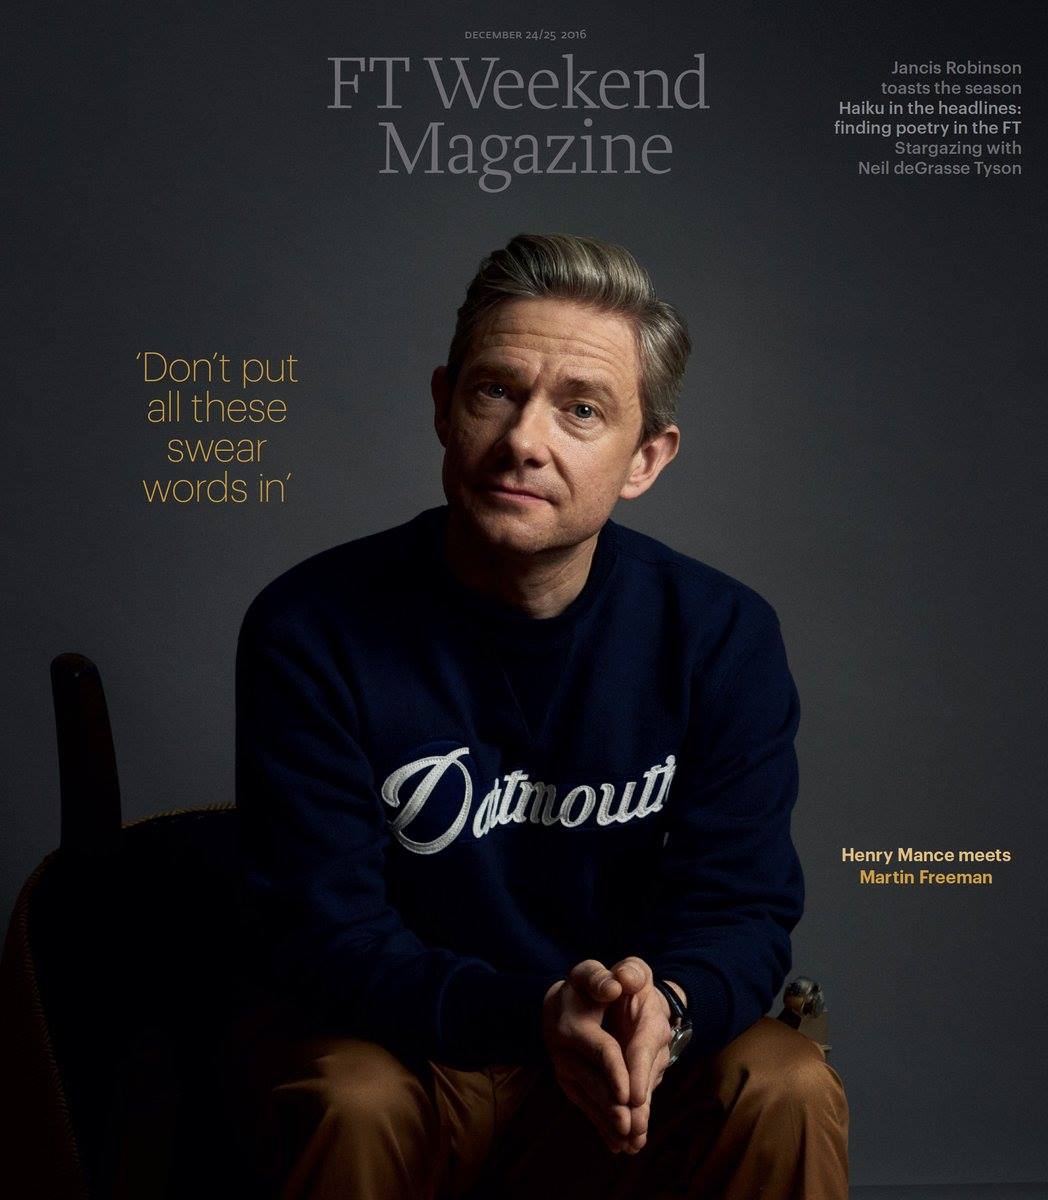 DECEMBER 24/25 2016
FT Weekend
Magazine
Jancis Robinson
toasts the season
Haiku in the headlines:
finding poetry in the FT
Stargazing with
Neil deGrasse Tyson
‘Don’t put
all these
swear
words in’
Dartmouth
Henry Mance meets
Martin Freeman